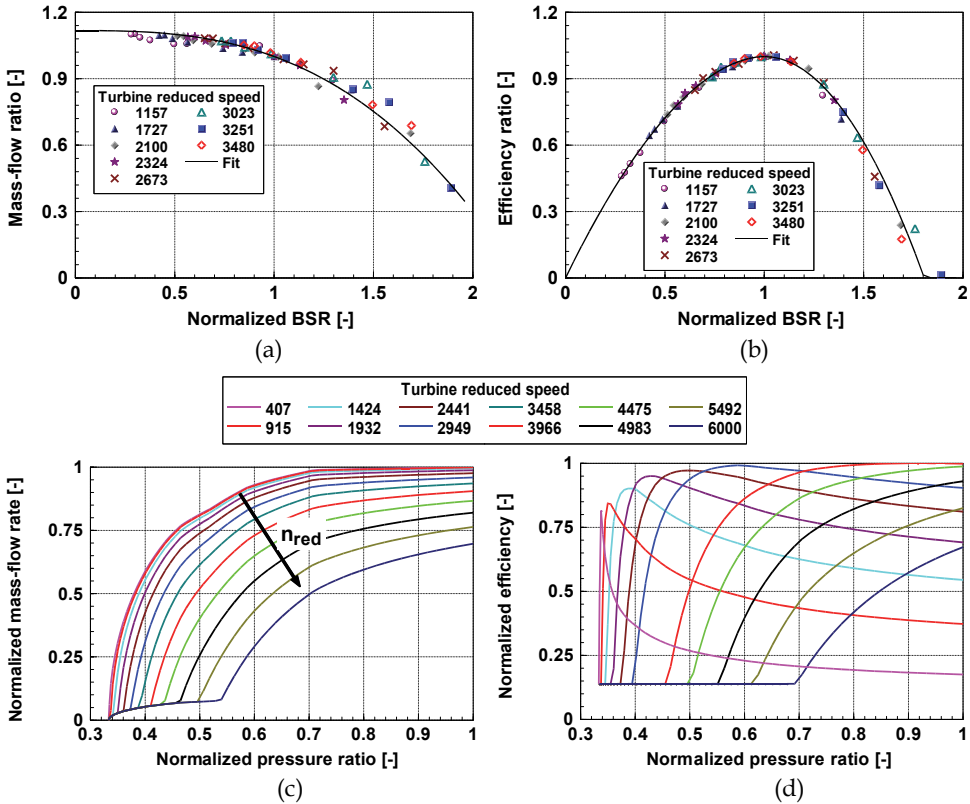 1.2
0.9
0.6
0.3
0
Mass-flow ratio [-]
Turbine reduced speed
1157 3023
1727 3251
2100 3480
2324 Fit
2673
0 0.5 1 1.5 2
Normalized BSR [-]
(a)
1.2
0.9
0.6
0.3
0
Efficiency ratio [-]
Turbine reduced speed
1157 3023
1727 3251
2100 3480
2324 Fit
2673
0 0.5 1 1.5 2
Normalized BSR [-]
(b)
Turbine reduced speed
407 1424 2441 3458 4475 5492
915 1932 2949 3966 4983 6000
1
0.75
0.5
0.25
0
Normalized mass-flow rate [-]
nred
0.3 0.4 0.5 0.6 0.7 0.8 0.9 1
Normalized pressure ratio [-]
(c)
1
0.75
0.5
0.25
0
Normalized efficiency [-]
0.3 0.4 0.5 0.6 0.7 0.8 0.9 1
Normalized pressure ratio [-]
(d)